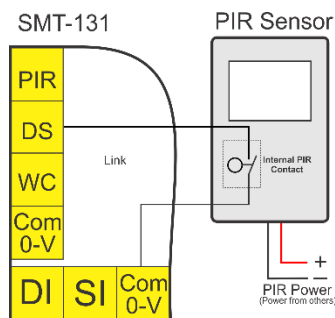 SMT-131
PIR Sensor
PIR
DS
WC
Com
0-V
DI
SI
Com
0-V
Link
Internal PIR
Contact
+
−
PIR Power
(Power from others)